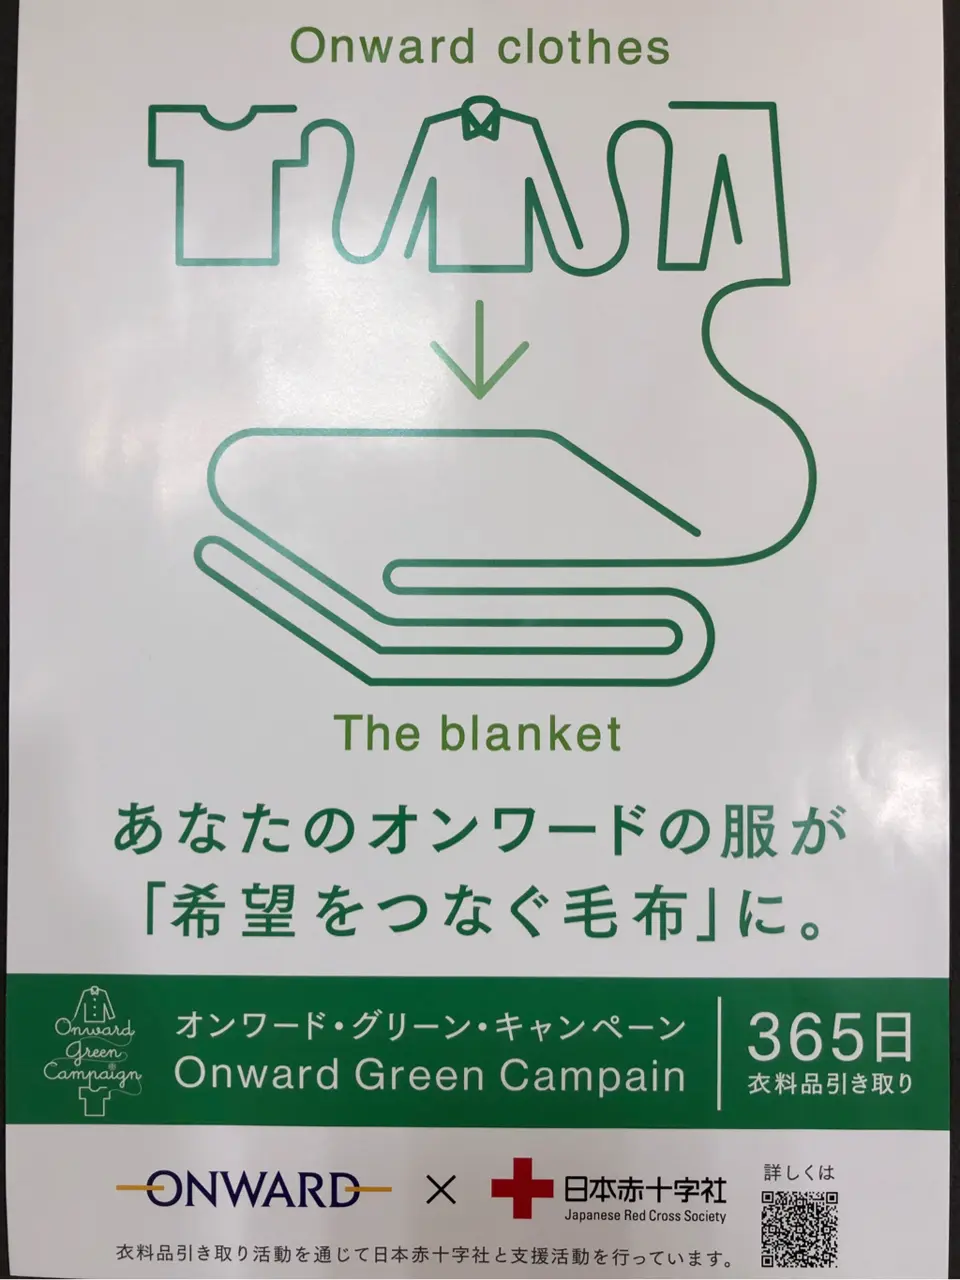 Onward clothes
The blanket
あなたのオンワードの服が
「希望をつなぐ毛布」に。
Onward
Green
Campaign
オンワード・グリーン・キャンペーン
Onward Green Campain
365日
衣料品引き取り
ONWARD × 日本赤十字社
Japanese Red Cross Society
詳しくは
衣料品引き取り活動を通じて日本赤十字社と支援活動を行っています。